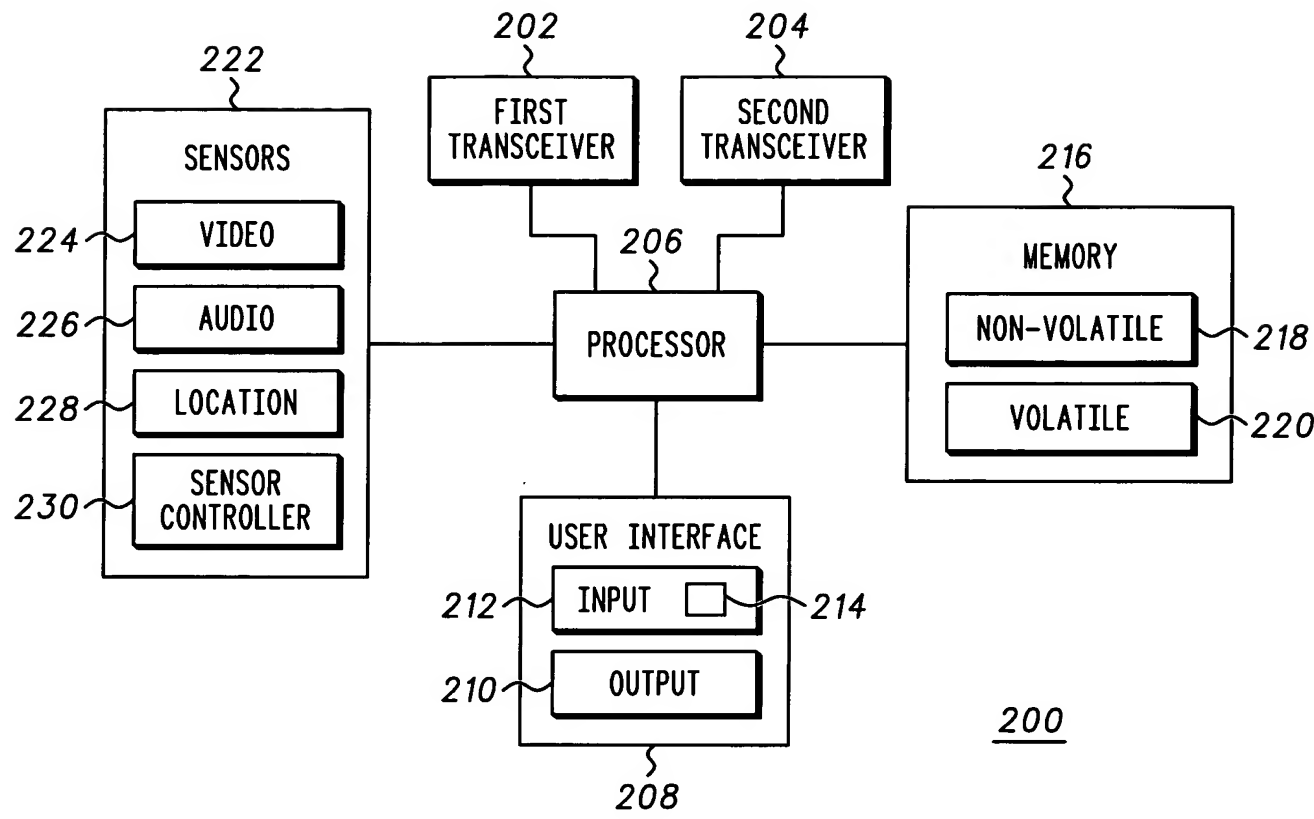 202
204
222
FIRST
TRANSCEIVER
SECOND
TRANSCEIVER
SENSORS
216
224
VIDEO
206
MEMORY
226
AUDIO
PROCESSOR
NON-VOLATILE
218
228
LOCATION
VOLATILE
220
230
SENSOR
CONTROLLER
USER INTERFACE
212
INPUT
214
210
OUTPUT
200
208